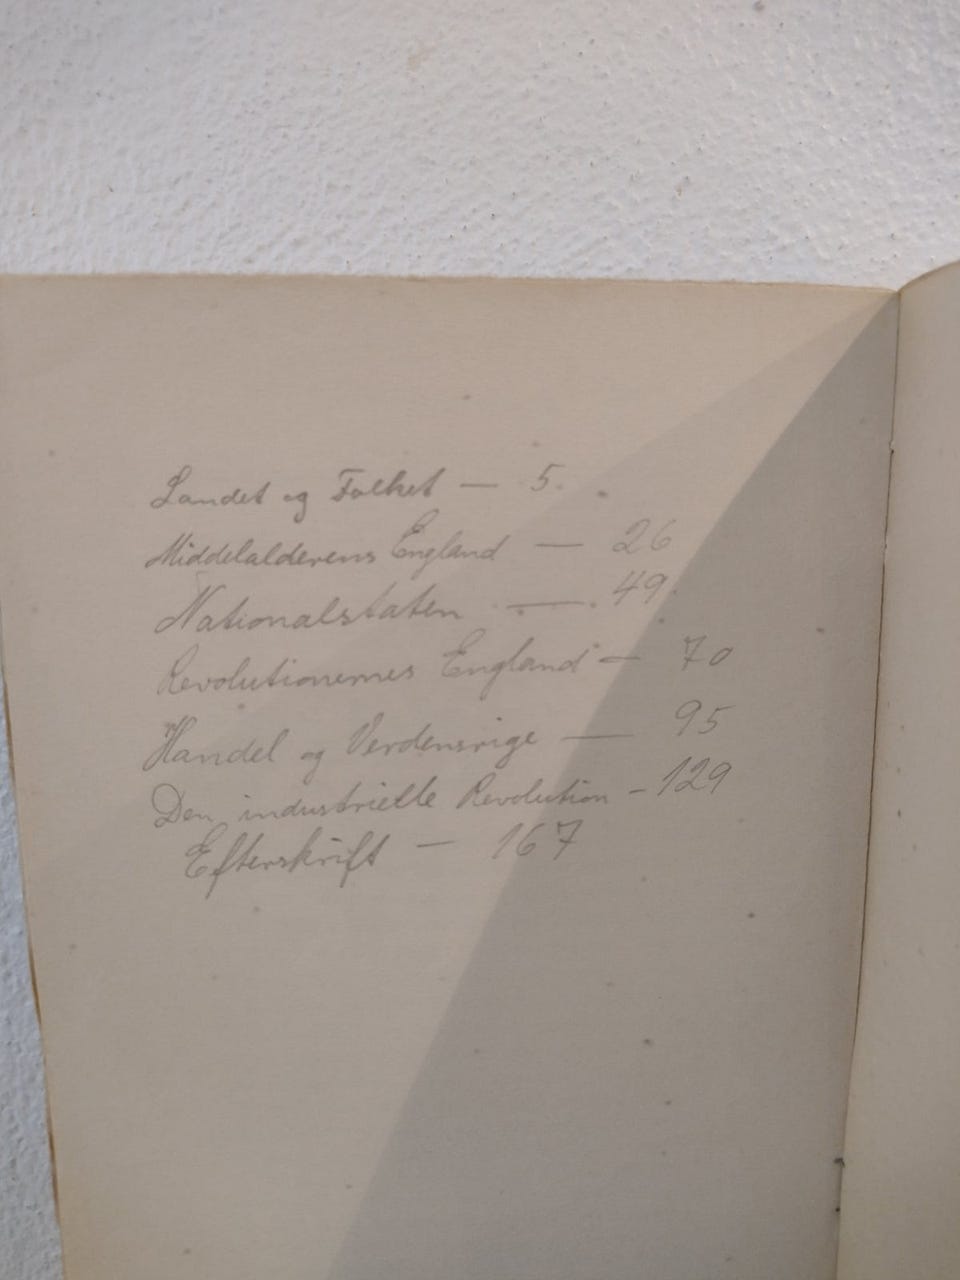 Landet og Folket — 5.
Middelalderens England — 26
Nationalstaten — 49.
Revolutionernes England — 70
Handel og Verdensrige — 95
Den industrielle Revolution - 129
Efterskrift — 167